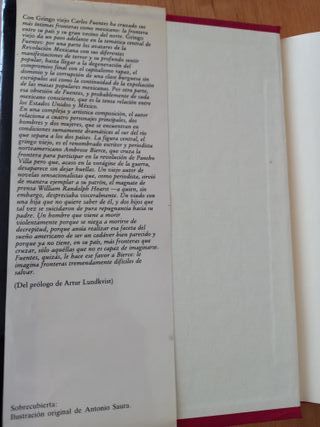 Con Gringo viejo Carlos Fuentes ha cruzado sus
más íntimas fronteras como mexicano: la frontera
entre su país y su gran vecino del norte. Gringo
viejo da un paso adelante en la temática central de
Fuentes: por una parte los avatares de la
Revolución Mexicana con sus diferentes
manifestaciones de terror y su profundo sentir
popular, hasta llegar a la degeneración del
compromiso final con el capitalismo rapaz, el
dominio y la corrupción de una clase burguesa sin
escrúpulos así como la continuidad de la expoliación
de las masas populares mexicanas. Por otra parte,
esa obsesión de Fuentes, y probablemente de cada
mexicano consciente, que es la tensa relación entre
los Estados Unidos y México.
En una compleja y artística composición, el autor
relaciona a cuatro personajes principales, dos
hombres y dos mujeres, que se encuentran en
condiciones sumamente dramáticas al sur del río
que separa a los dos países. La figura central, el
gringo viejo, es el renombrado escritor y periodista
norteamericano Ambrose Bierce, que cruza la
frontera para participar en la revolución de Pancho
Villa pero que, acaso en la vorágine de la guerra,
desaparece sin dejar huellas. Un viejo autor de
novelas sensacionalistas que, como periodista, sirvió
de manera ejemplar a su patrón, el magnate de
prensa William Randolph Hearst —a quien, sin
embargo, despreciaba visceralmente. Un viudo con
una hija que no quiere saber de él, y dos hijos que
tal vez se suicidaron de pura repugnancia hacia su
padre. Un hombre que viene a morir
violentamente porque se niega a morirse de
decrepitud, porque ansía realizar esa faceta del
sueño americano de ser un cadáver bien parecido y
porque ya no tiene, en su país, más fronteras que
cruzar, sólo aquellas que no es capaz de imaginarse.
Fuentes, quizás, le hace ese favor a Bierce: le
imagina fronteras tremendamente difíciles de
salvar.
(Del prólogo de Artur Lundkvist)
Sobrecubierta:
Ilustración original de Antonio Saura.